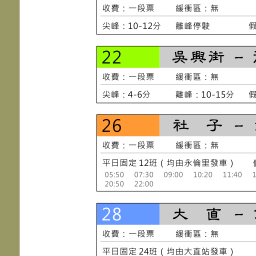 收費：一段票 緩衝區：無
尖峰：10-12分 離峰停駛
22 吳興街 –
收費：一段票 緩衝區：無
尖峰：4-6分 離峰：10-15分
26 社 子 –
收費：一段票 緩衝區：無
平日固定12班（均由永倫里發車）
05:50 07:30 09:00 10:20 11:40
20:50 22:00
28 大 直 –
收費：一段票 緩衝區：無
平日固定24班（均由大直站發車）